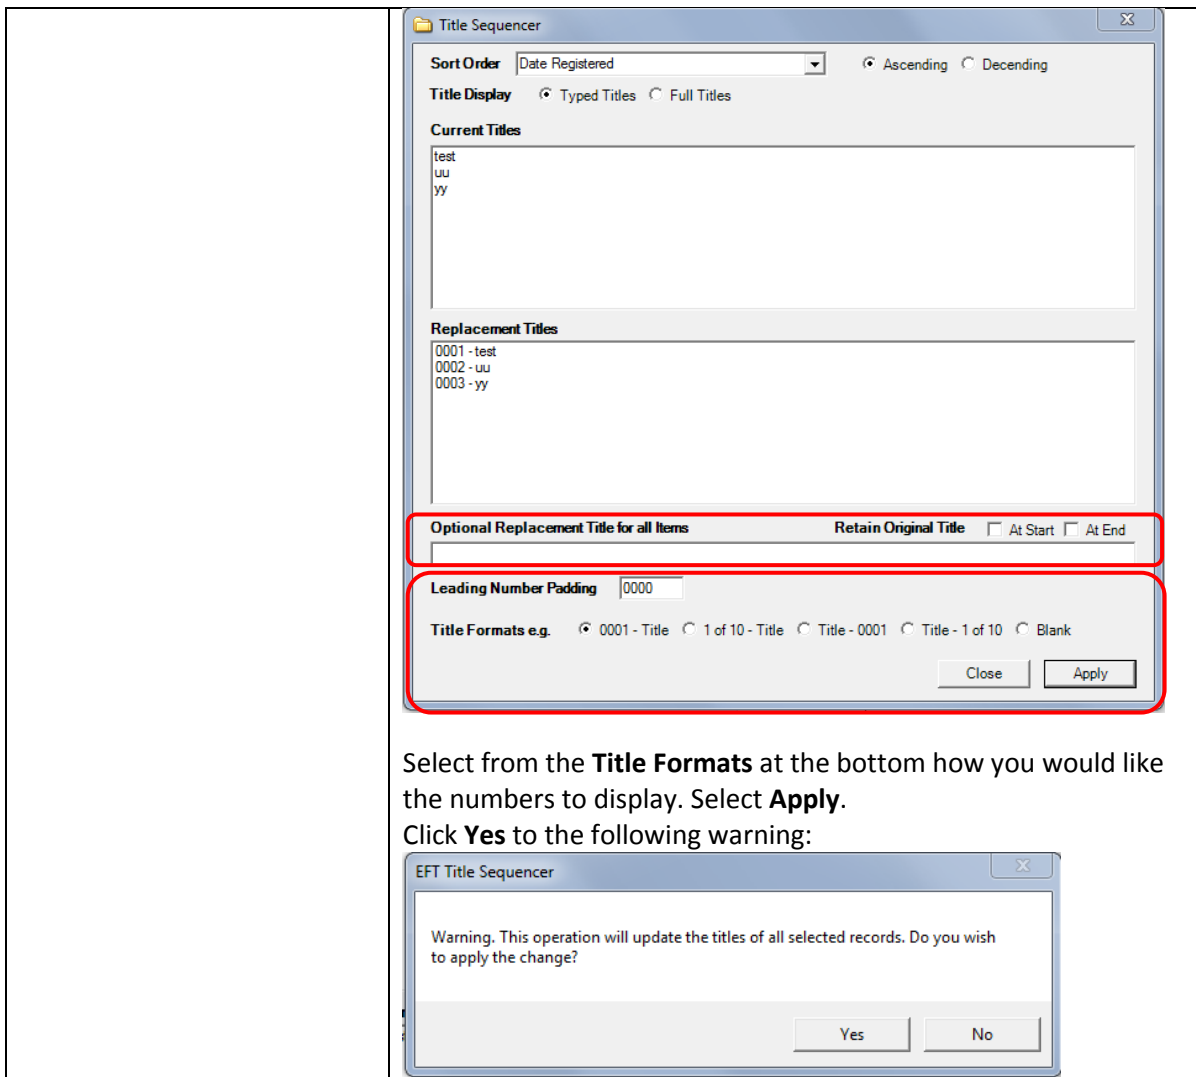 Title Sequencer
Sort Order Date Registered Ascending Decending
Title Display Typed Titles Full Titles
Current Titles
test
uu
yy
Replacement Titles
0001 - test
0002 - uu
0003 - yy
Optional Replacement Title for all Items Retain Original Title At Start At End
Leading Number Padding 0000
Title Formats e.g. 0001 - Title 1 of 10 - Title Title - 0001 Title - 1 of 10 Blank
Close Apply
Select from the Title Formats at the bottom how you would like
the numbers to display. Select Apply.
Click Yes to the following warning:
EFT Title Sequencer
Warning. This operation will update the titles of all selected records. Do you wish
to apply the change?
Yes No